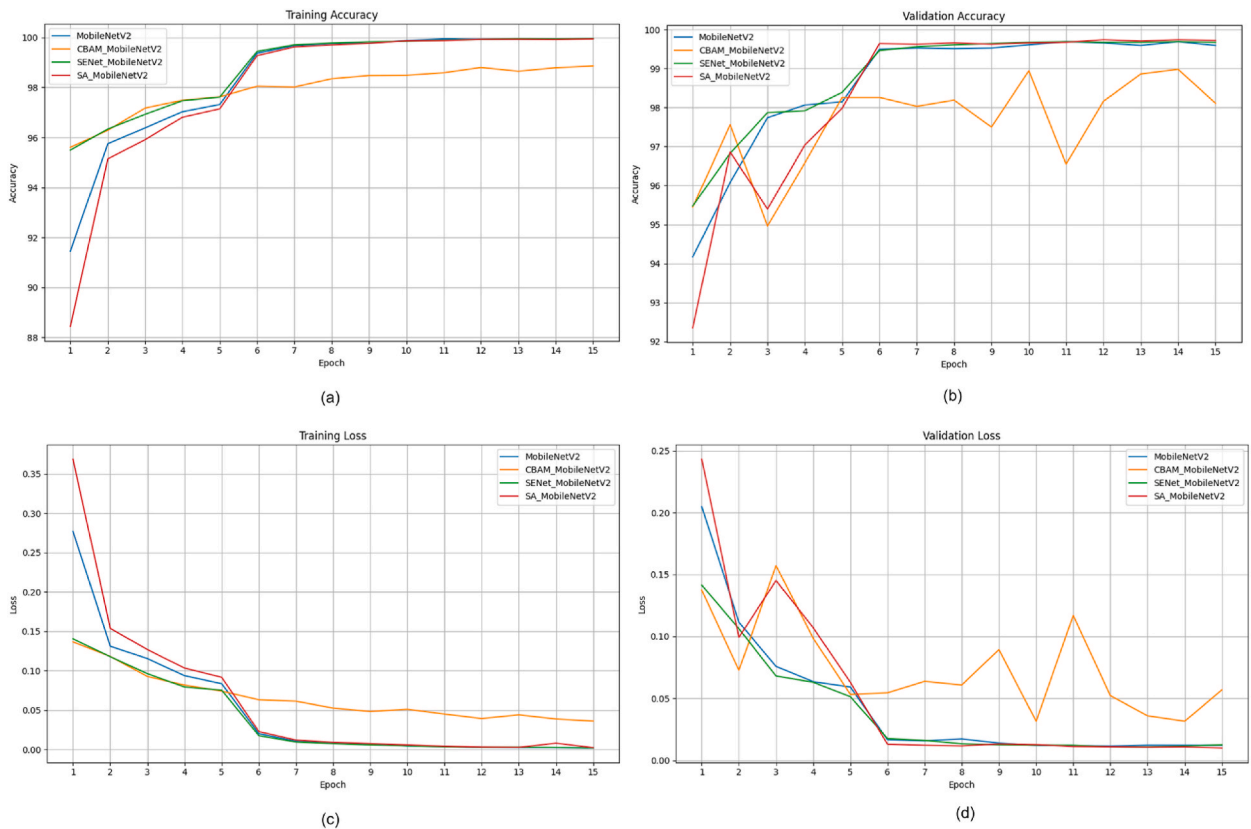 Training Accuracy
MobileNetV2
CBAM_MobileNetV2
SENet_MobileNetV2
SA_MobileNetV2
100
98
96
94
92
90
88
Accuracy
1 2 3 4 5 6 7 8 9 10 11 12 13 14 15
Epoch
(a)
Validation Accuracy
MobileNetV2
CBAM_MobileNetV2
SENet_MobileNetV2
SA_MobileNetV2
100
99
98
97
96
95
94
93
92
Accuracy
1 2 3 4 5 6 7 8 9 10 11 12 13 14 15
Epoch
(b)
Training Loss
MobileNetV2
CBAM_MobileNetV2
SENet_MobileNetV2
SA_MobileNetV2
0.35
0.30
0.25
0.20
0.15
0.10
0.05
0.00
Loss
1 2 3 4 5 6 7 8 9 10 11 12 13 14 15
Epoch
(c)
Validation Loss
MobileNetV2
CBAM_MobileNetV2
SENet_MobileNetV2
SA_MobileNetV2
0.25
0.20
0.15
0.10
0.05
0.00
Loss
1 2 3 4 5 6 7 8 9 10 11 12 13 14 15
Epoch
(d)